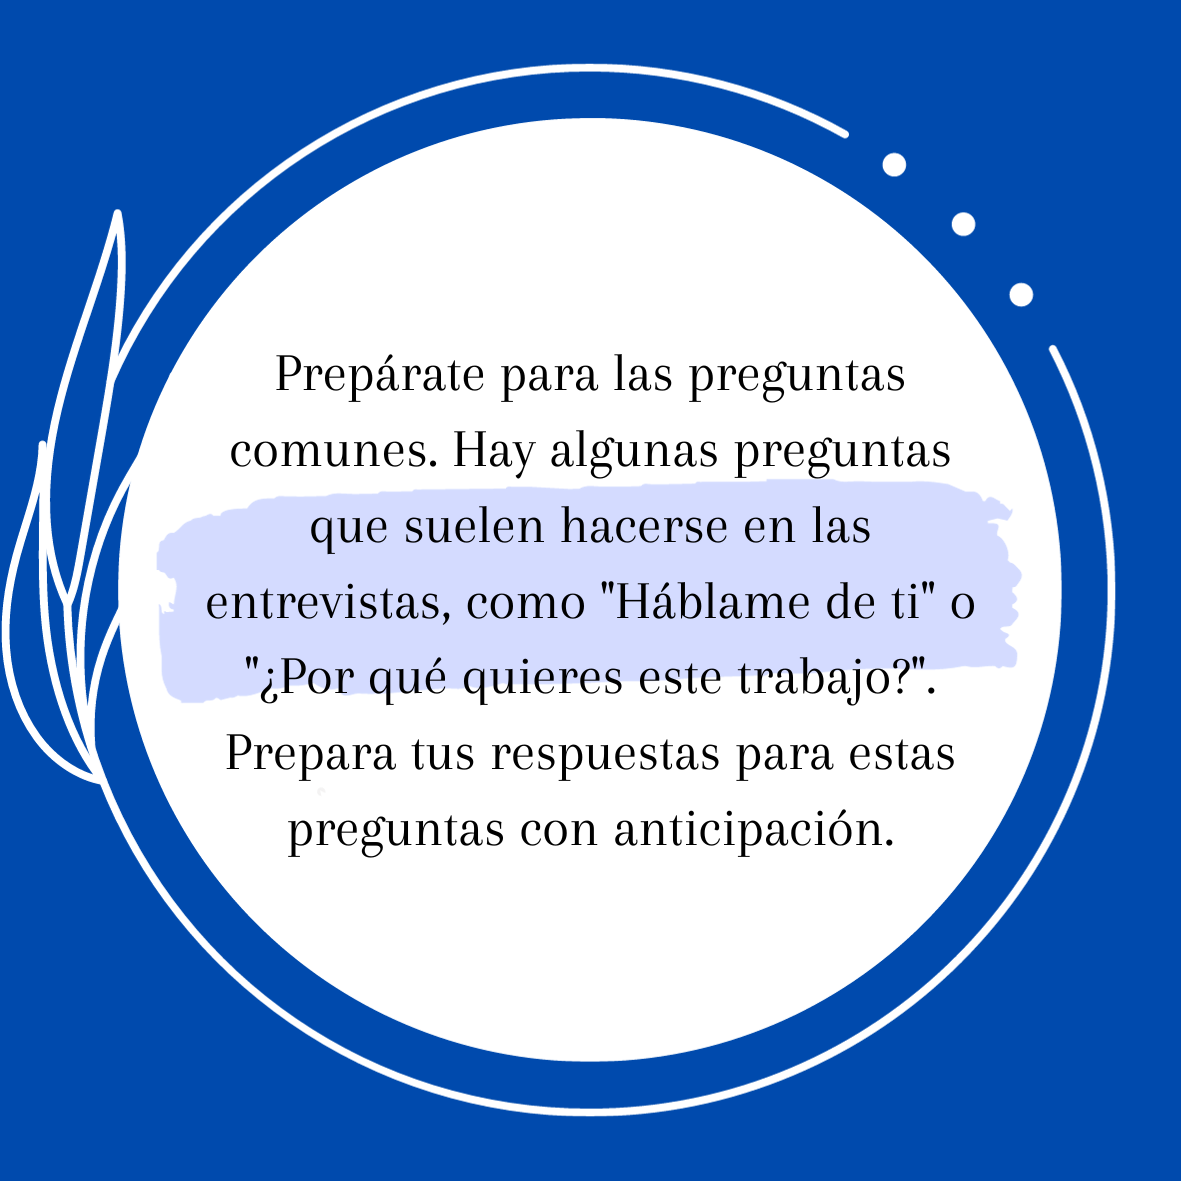 Prepárate para las preguntas
comunes. Hay algunas preguntas
que suelen hacerse en las
entrevistas, como "Háblame de ti" o
"¿Por qué quieres este trabajo?".
Prepara tus respuestas para estas
preguntas con anticipación.